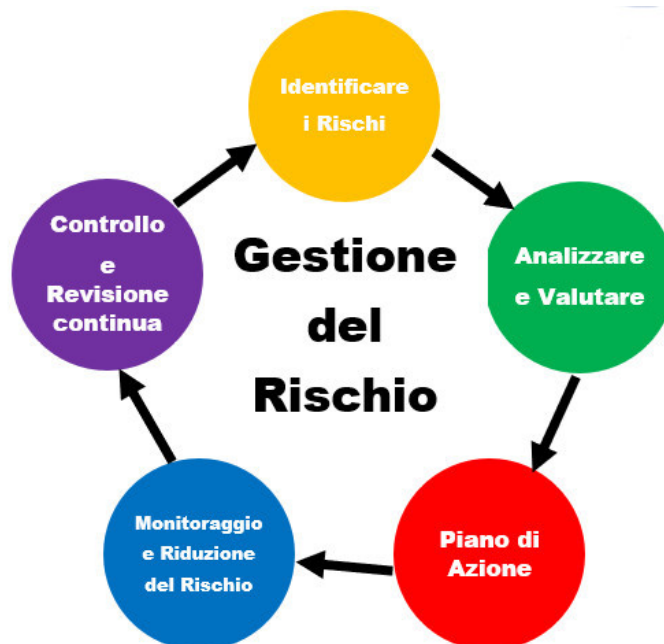 Identificare
i Rischi
Analizzare
e Valutare
Piano di
Azione
Monitoraggio
e Riduzione
del Rischio
Controllo
e
Revisione
continua
Gestione
del
Rischio